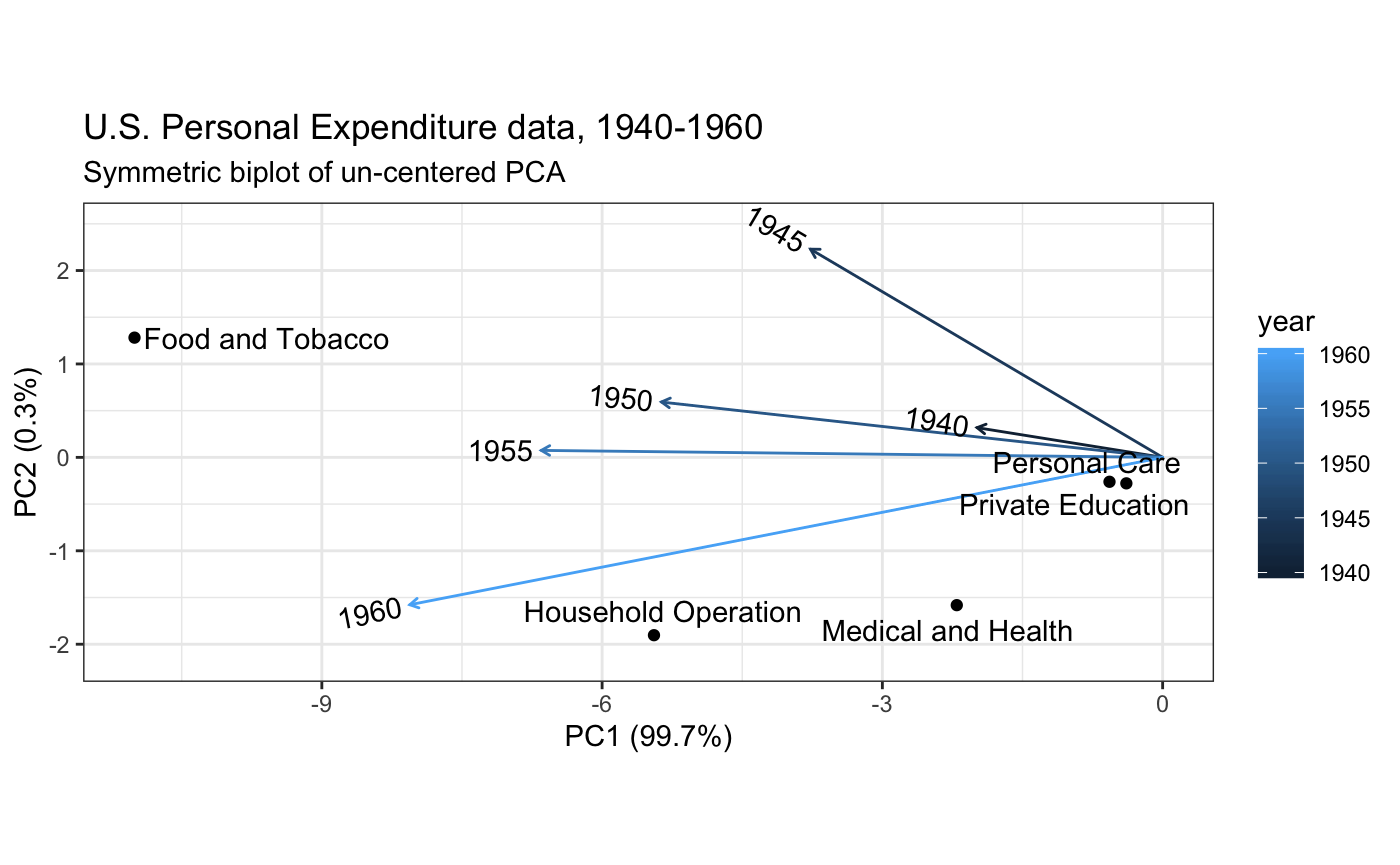 U.S. Personal Expenditure data, 1940-1960
Symmetric biplot of un-centered PCA
1945
Food and Tobacco
1950
1940
1955
Personal Care
Private Education
1960
Household Operation
Medical and Health
2
1
0
-1
-2
PC2 (0.3%)
-9
-6
-3
0
PC1 (99.7%)
year
1960
1955
1950
1945
1940